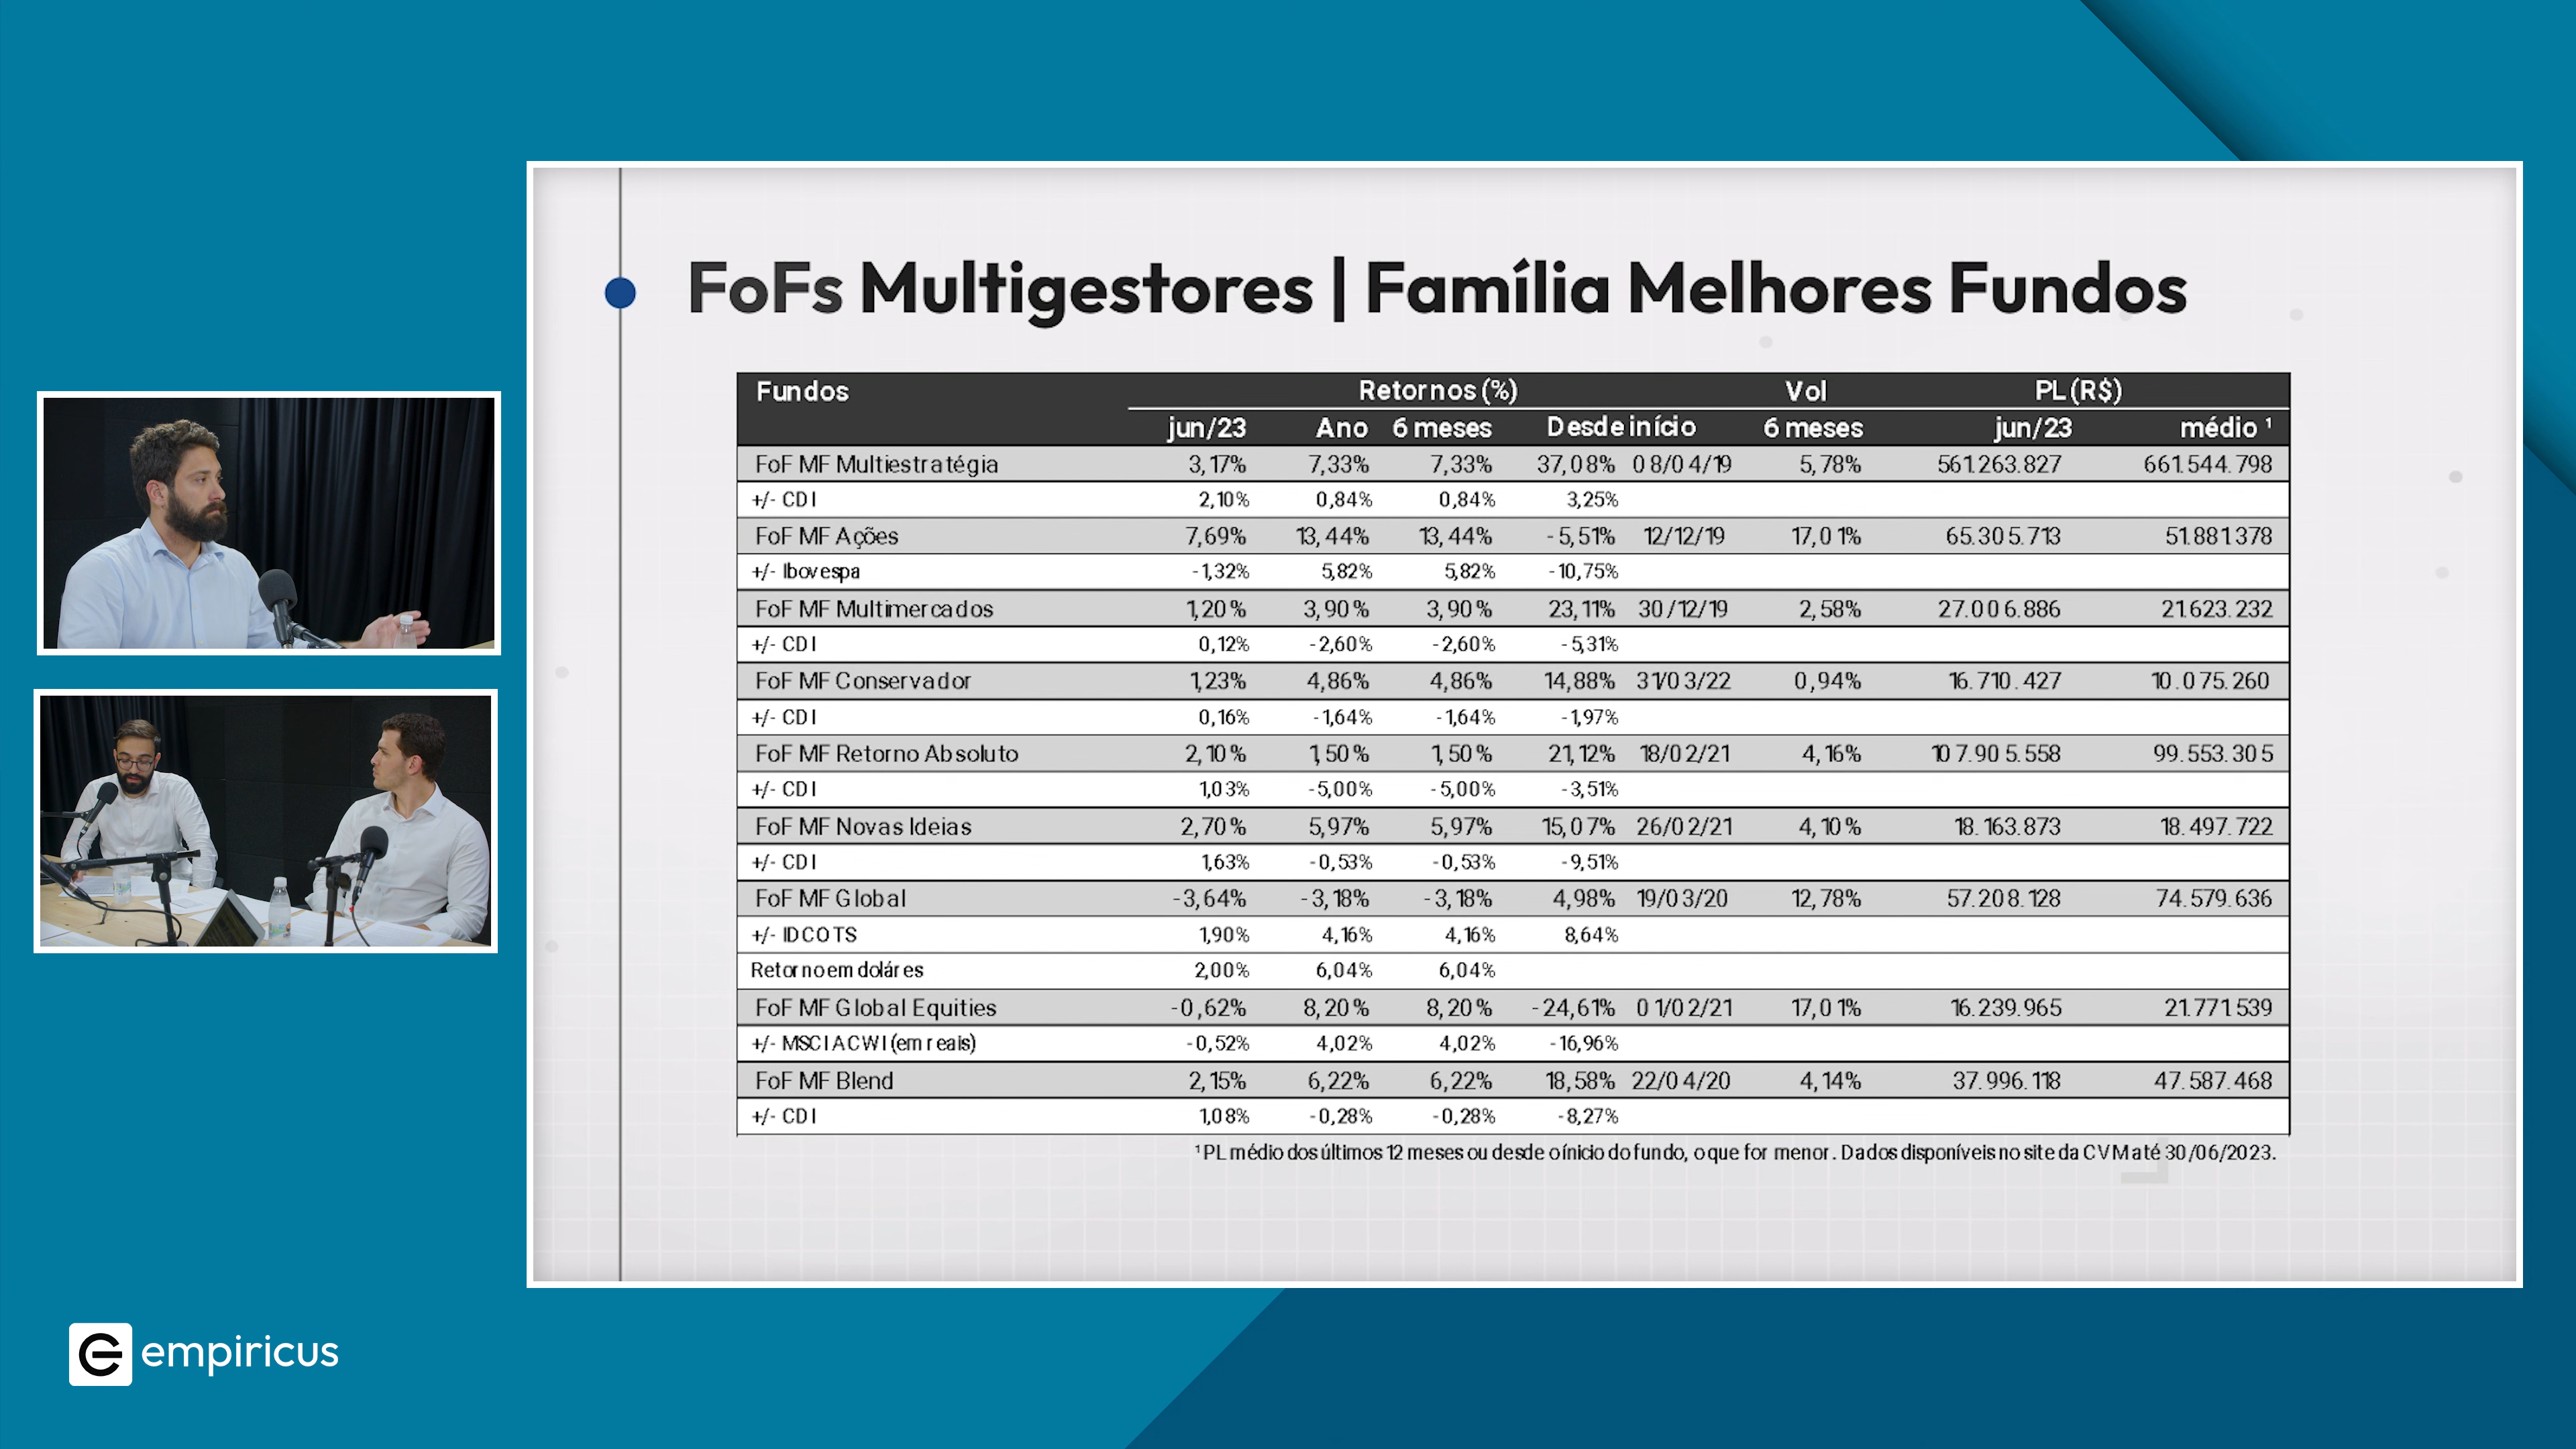 FoFs Multigestores | Família Melhores Fundos
Fundos Retornos (%) Vol PL (R$)
jun/23 Ano 6 meses Desde início 6 meses jun/23 médio ¹
FoF MF Multiestratégia 3,17% 7,33% 7,33% 37,08% 08/04/19 5,78% 561.263.827 661.544.798
+/- CDI 2,10% 0,84% 0,84% 3,25%
FoF MF Ações 7,69% 13,44% 13,44% -5,51% 12/12/19 17,01% 65.305.713 51.881.378
+/- Ibovespa -1,32% 5,82% 5,82% -10,75%
FoF MF Multimercados 1,20% 3,90% 3,90% 23,11% 30/12/19 2,58% 27.006.886 21.623.232
+/- CDI 0,12% -2,60% -2,60% -5,31%
FoF MF Conservador 1,23% 4,86% 4,86% 14,88% 31/03/22 0,94% 16.710.427 10.075.260
+/- CDI 0,16% -1,64% -1,64% -1,97%
FoF MF Retorno Absoluto 2,10% 1,50% 1,50% 21,12% 18/02/21 4,16% 107.905.558 99.553.305
+/- CDI 1,03% -5,00% -5,00% -3,51%
FoF MF Novas Ideias 2,70% 5,97% 5,97% 15,07% 26/02/21 4,10% 18.163.873 18.497.722
+/- CDI 1,63% -0,53% -0,53% -9,51%
FoF MF Global -3,64% -3,18% -3,18% 4,98% 19/03/20 12,78% 57.208.128 74.579.636
+/- IDCOTS 1,90% 4,16% 4,16% 8,64%
Retorno em doláres 2,00% 6,04% 6,04%
FoF MF Global Equities -0,62% 8,20% 8,20% -24,61% 01/02/21 17,01% 16.239.965 21.771.539
+/- MSCI ACWI (em reais) -0,52% 4,02% 4,02% -16,96%
FoF MF Blend 2,15% 6,22% 6,22% 18,58% 22/04/20 4,14% 37.996.118 47.587.468
+/- CDI 1,08% -0,28% -0,28% -8,27%
¹ PL médio dos últimos 12 meses ou desde o ínicio do fundo, o que for menor. Dados disponíveis no site da CVM até 30/06/2023.
empiricus